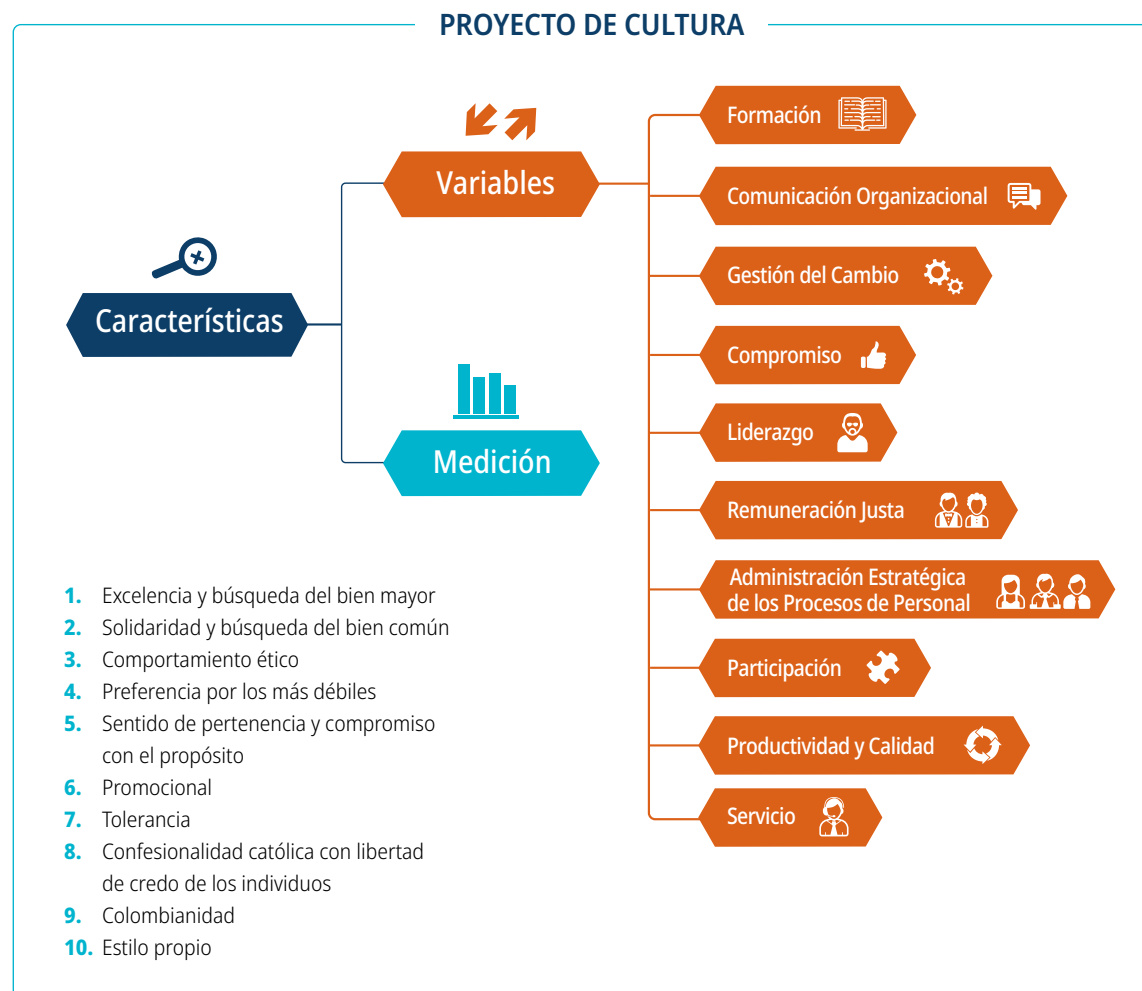 PROYECTO DE CULTURA
Características
Variables
Medición
Formación
Comunicación Organizacional
Gestión del Cambio
Compromiso
Liderazgo
Remuneración Justa
Administración Estratégica
de los Procesos de Personal
Participación
Productividad y Calidad
Servicio
1. Excelencia y búsqueda del bien mayor
2. Solidaridad y búsqueda del bien común
3. Comportamiento ético
4. Preferencia por los más débiles
5. Sentido de pertenencia y compromiso
con el propósito
6. Promocional
7. Tolerancia
8. Confesionalidad católica con libertad
de credo de los individuos
9. Colombianidad
10. Estilo propio